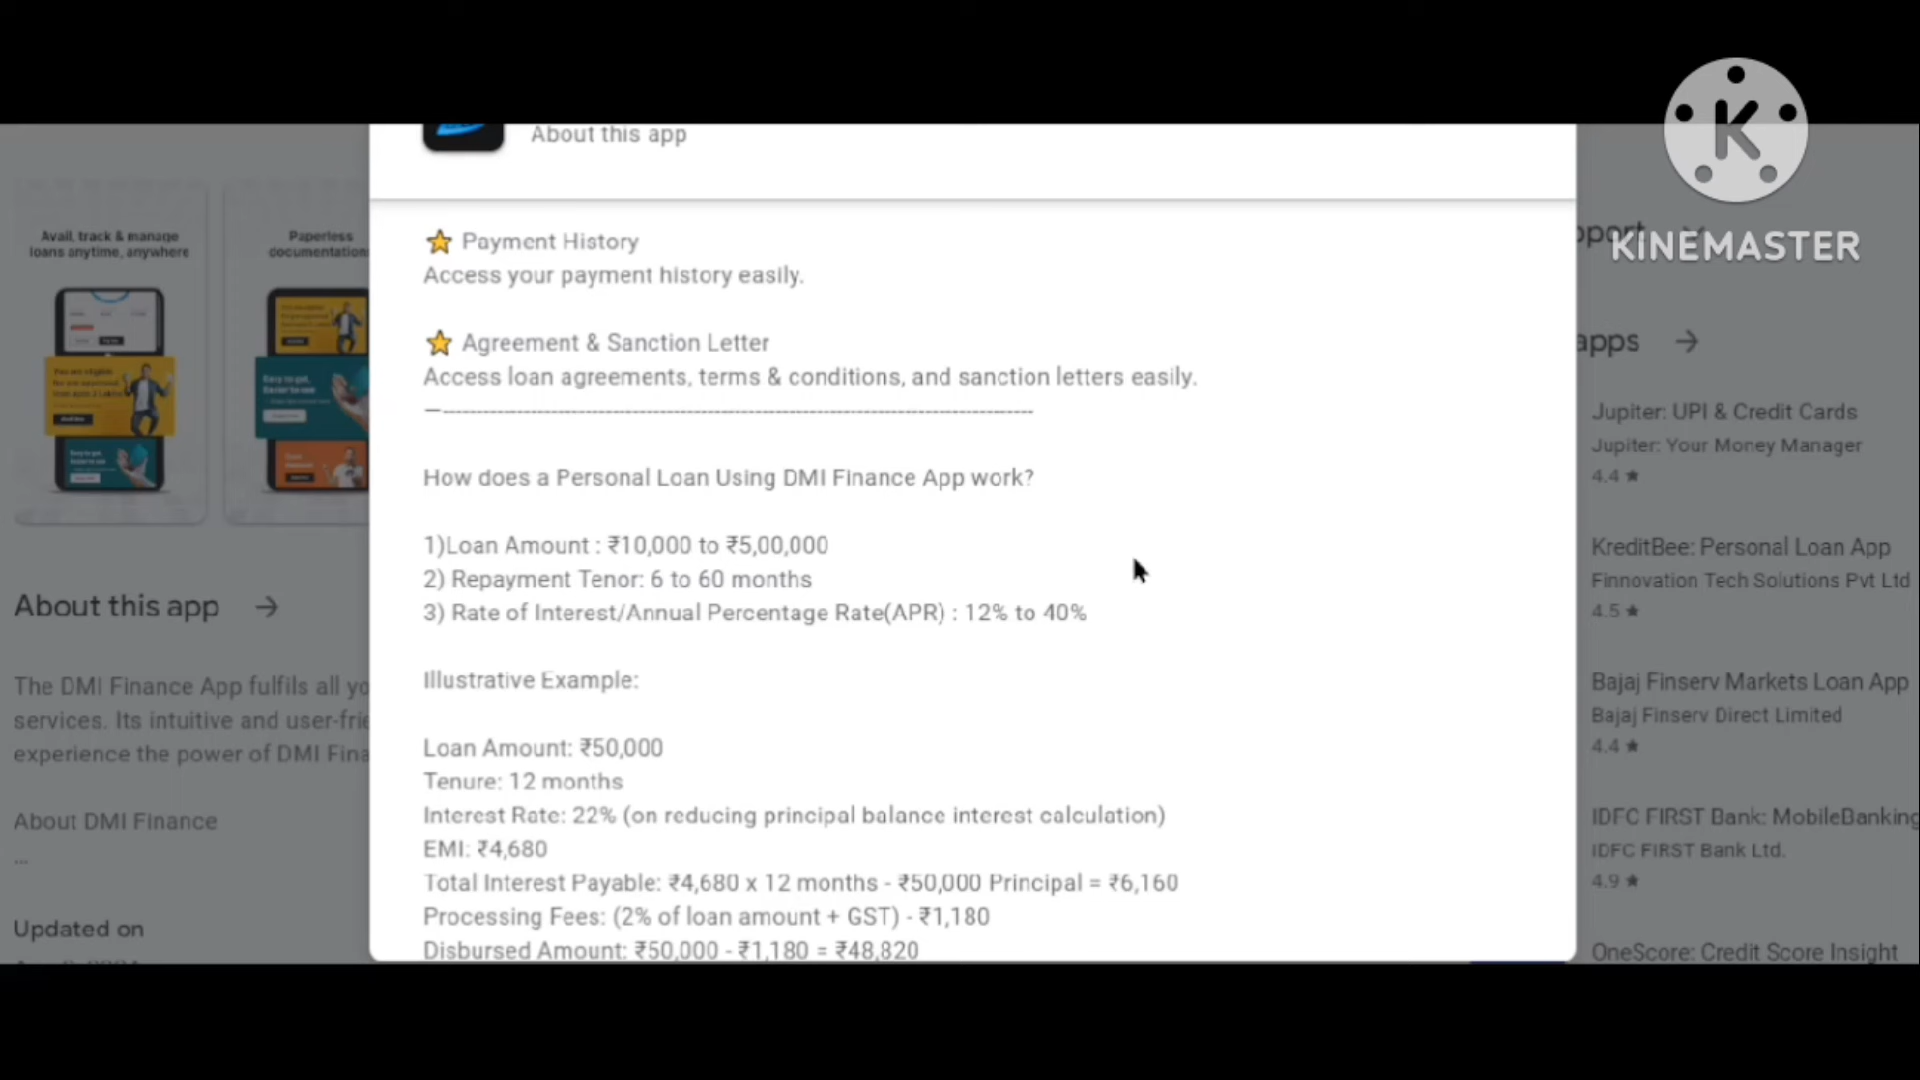 About this app
Payment History
Access your payment history easily.
Agreement & Sanction Letter
Access loan agreements, terms & conditions, and sanction letters easily.
How does a Personal Loan Using DMI Finance App work?
1)Loan Amount : ₹10,000 to ₹5,00,000
2) Repayment Tenor: 6 to 60 months
3) Rate of Interest/Annual Percentage Rate(APR) : 12% to 40%
Illustrative Example:
Loan Amount: ₹50,000
Tenure: 12 months
Interest Rate: 22% (on reducing principal balance interest calculation)
EMI: ₹4,680
Total Interest Payable: ₹4,680 x 12 months - ₹50,000 Principal = ₹6,160
Processing Fees: (2% of loan amount + GST) - ₹1,180
Disbursed Amount: ₹50,000 - ₹1,180 = ₹48,820
Avail, track & manage
loans anytime, anywhere
Paperless
documentation
About this app
The DMI Finance App fulfils all
services. Its intuitive and
experience the power of DMI
About DMI Finance
...
Updated on
K
KINEMASTER
apps
Jupiter: UPI & Credit Cards
Jupiter: Your Money Manager
4.4 ★
KreditBee: Personal Loan App
Finnovation Tech Solutions Pvt Ltd
4.5 ★
Bajaj Finserv Markets Loan App
Bajaj Finserv Direct Limited
4.4 ★
IDFC FIRST Bank: MobileBanking
IDFC FIRST Bank Ltd.
4.9 ★
OneScore: Credit Score Insight